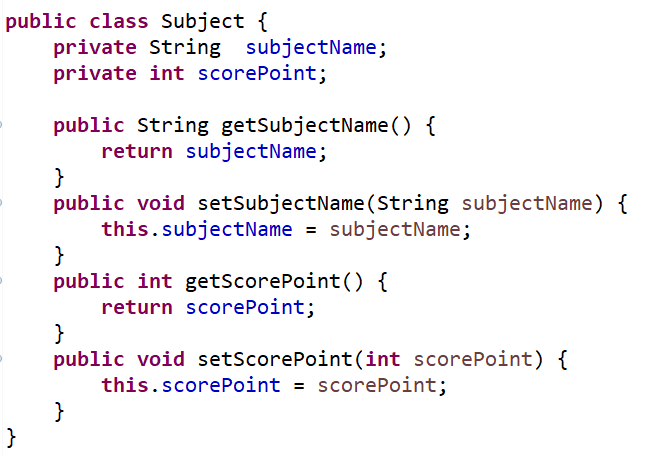 public class Subject {
    private String  subjectName;
    private int scorePoint;

    public String getSubjectName() {
        return subjectName;
    }
    public void setSubjectName(String subjectName) {
        this.subjectName = subjectName;
    }
    public int getScorePoint() {
        return scorePoint;
    }
    public void setScorePoint(int scorePoint) {
        this.scorePoint = scorePoint;
    }
}